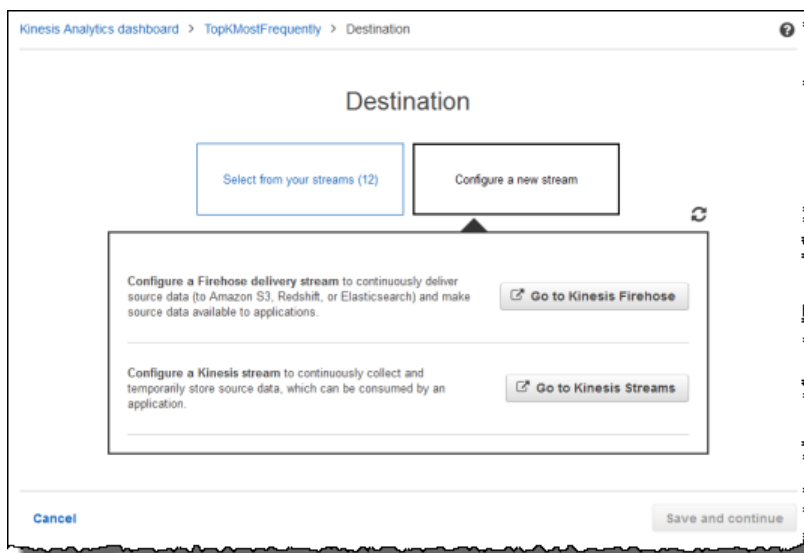 Kinesis Analytics dashboard > TopKMostFrequently > Destination
Destination
Select from your streams (12)
Configure a new stream
Configure a Firehose delivery stream to continuously deliver
source data (to Amazon S3, Redshift, or Elasticsearch) and make
source data available to applications.
Go to Kinesis Firehose
Configure a Kinesis stream to continuously collect and
temporarily store source data, which can be consumed by an
application.
Go to Kinesis Streams
Cancel
Save and continue